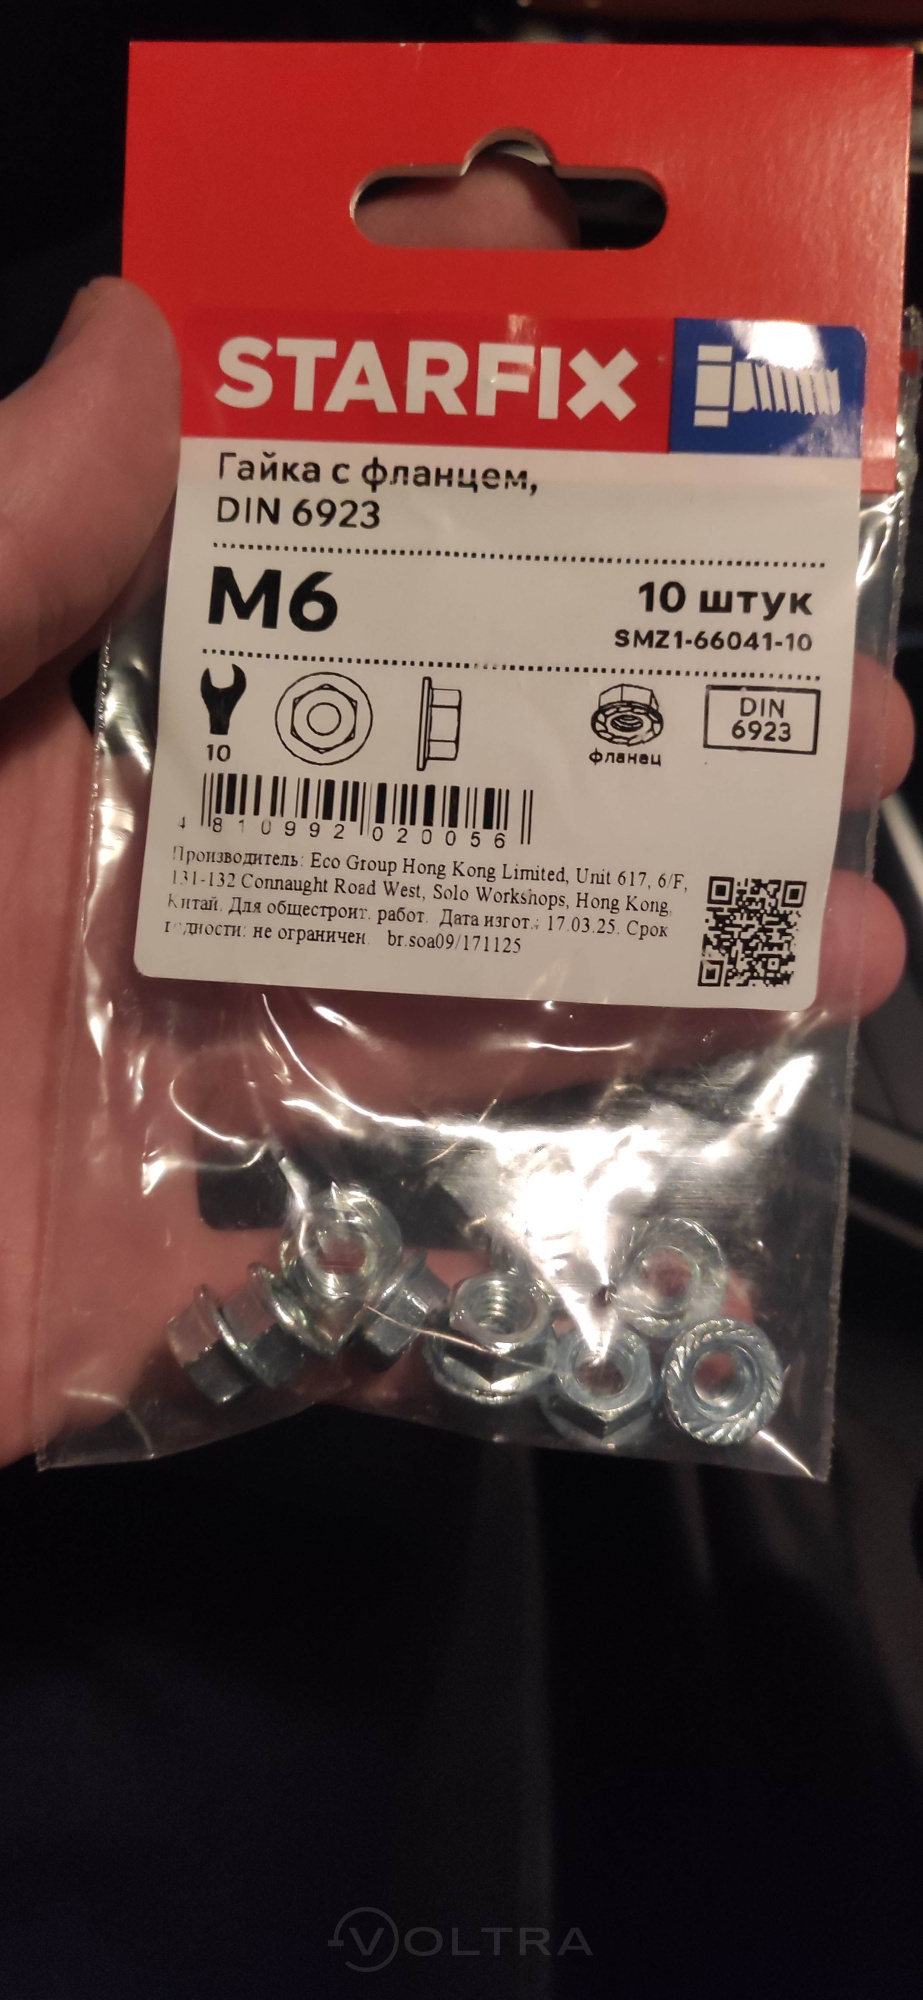 STARFIX
Гайка с фланцем,
DIN 6923
M6
10 штук
SMZ1-66041-10
10
фланец
DIN
6923
4 810992 020056
Производитель: Eco Group Hong Kong Limited, Unit 617, 6/F,
131-132 Connaught Road West, Solo Workshops, Hong Kong,
Китай. Для общестроит. работ. Дата изгот.: 17.03.25. Срок
годности: не ограничен. br.soa09/171125
VOLTRA